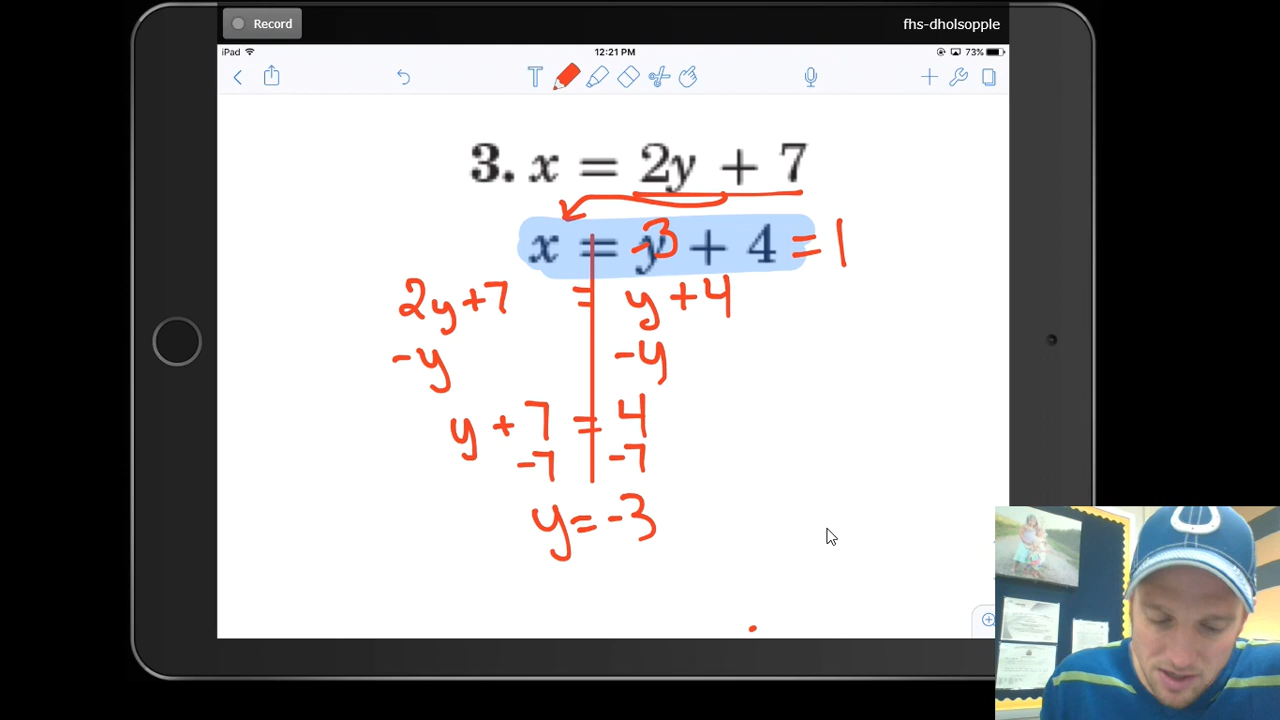 Record
fhs-dholsopple
iPad 12:21 PM 73%
T
3. x = 2y + 7
x = y + 4 = 1
-3
2y+7 = y+4
-y -y
y + 7 = 4
-7 -7
y = -3